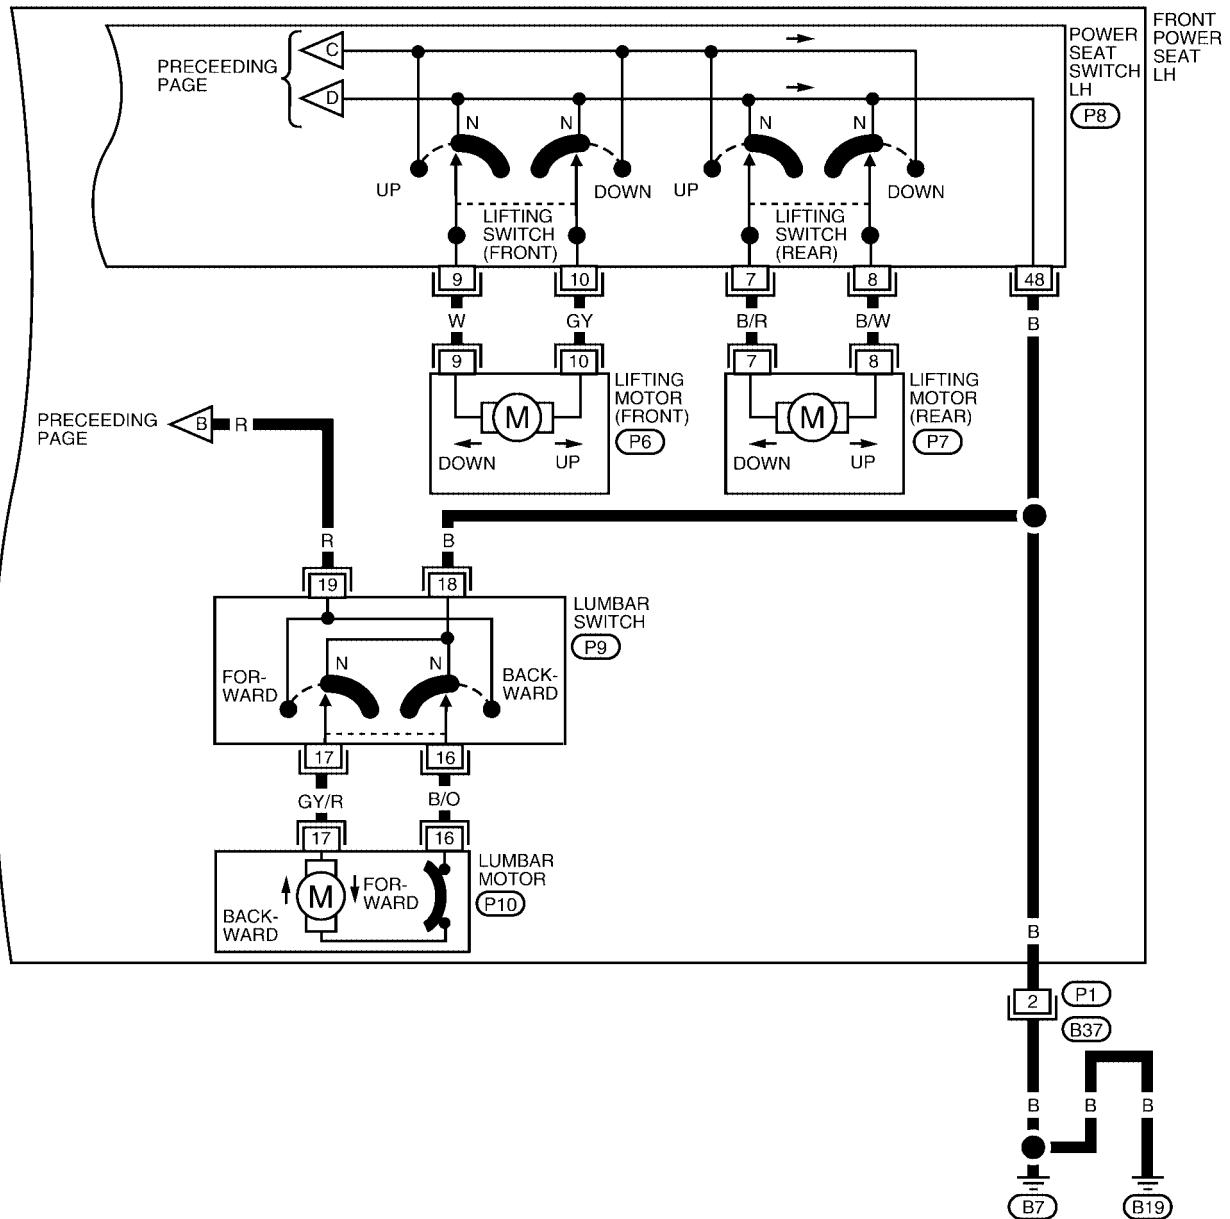 FRONT
POWER
SEAT
LH
POWER
SEAT
SWITCH
LH
P8
PRECEEDING
PAGE
C
D
N
N
N
N
UP
DOWN
UP
DOWN
LIFTING
SWITCH
(FRONT)
LIFTING
SWITCH
(REAR)
9
10
7
8
48
W
GY
B/R
B/W
B
9
10
7
8
LIFTING
MOTOR
(FRONT)
P6
LIFTING
MOTOR
(REAR)
P7
M
M
DOWN
UP
DOWN
UP
PRECEEDING
PAGE
B
R
R
B
19
18
LUMBAR
SWITCH
P9
N
N
FOR-
WARD
BACK-
WARD
17
16
GY/R
B/O
17
16
LUMBAR
MOTOR
P10
M
FOR-
WARD
BACK-
WARD
B
2
P1
B37
B
B
B
B7
B19